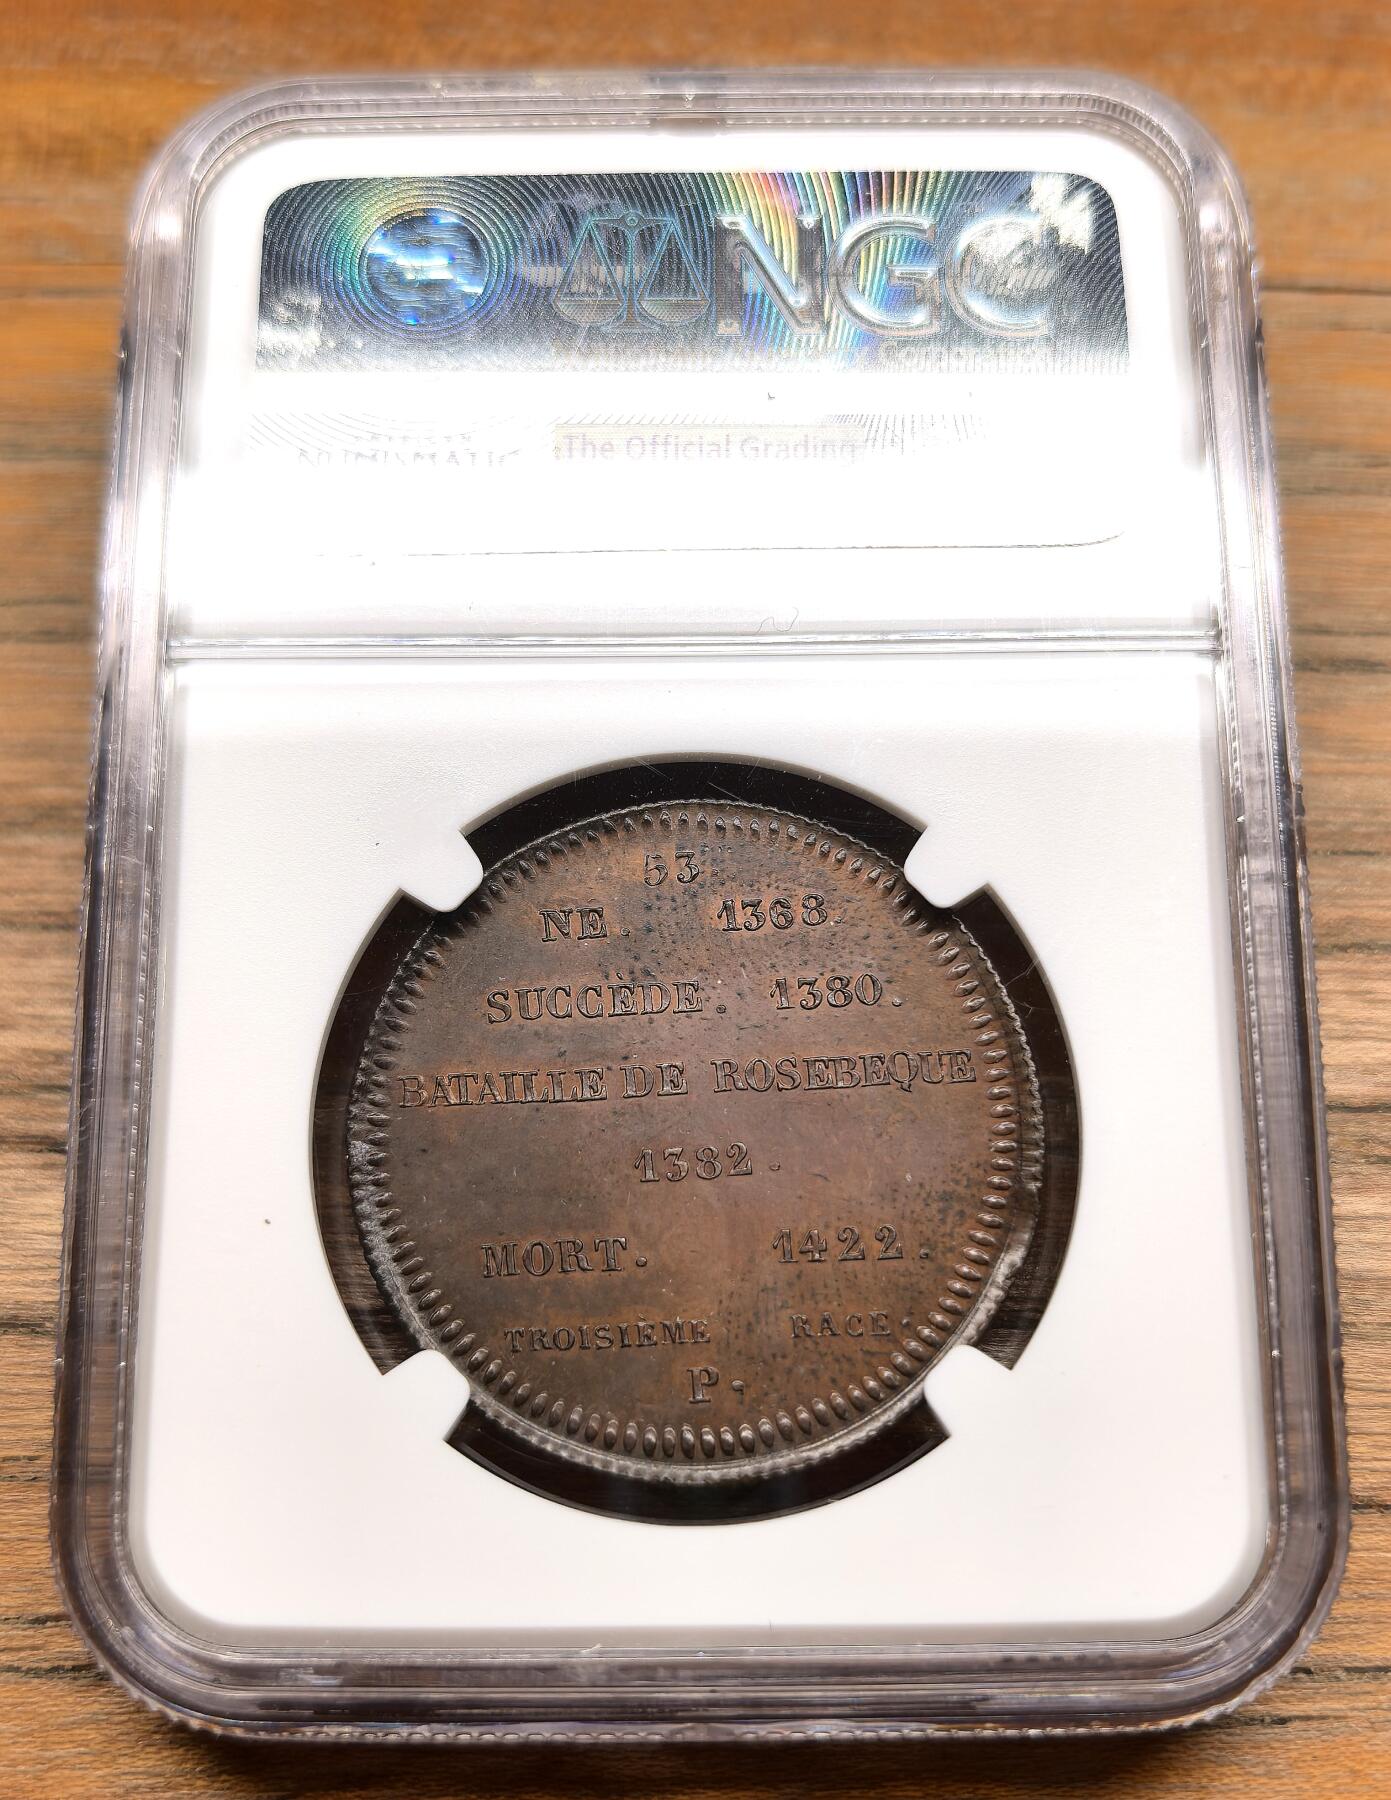 NGC
The Official Grading
53
NE. 1368.
SUCCÈDE. 1380.
BATAILLE DE ROSEBEQUE
1382.
MORT. 1422.
TROISIÈME RACE.
P.